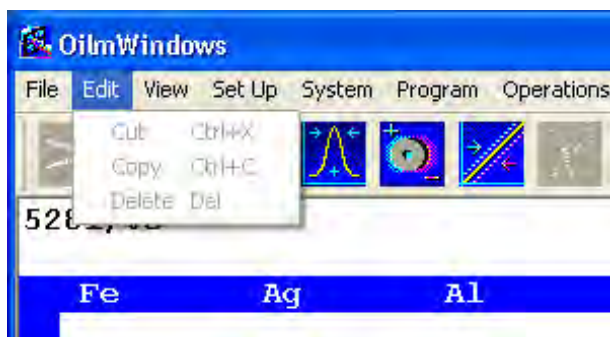 OilmWindows
File Edit View Set Up System Program Operations
Cut Ctrl+X
Copy Ctrl+C
Delete Del
Fe Ag Al